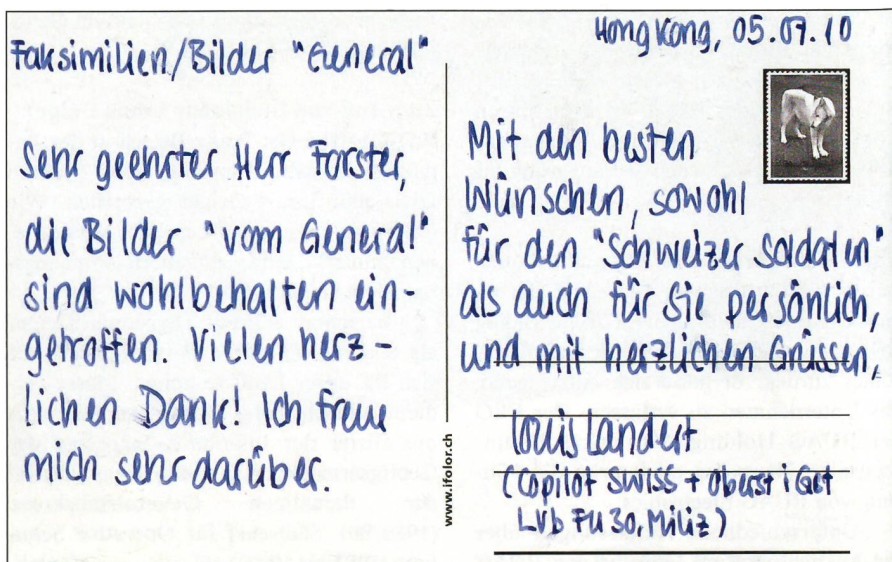 Faksimilien/Bilder "General"
Sehr geehrter Herr Forster,
die Bilder "vom General"
sind wohlbehalten ein-
getroffen. Vielen herz-
lichen Dank! Ich freue
mich sehr darüber
www.ifolor.ch
Hong Kong, 05.07.10
Mit den besten
Wünschen, sowohl
für den "Schweizer Soldaten"
als auch für Sie persönlich,
und mit herzlichen Grüssen,
Louis Landert
(Copilot SWISS + Oberst i Gst
LVb Fu 30, Miliz)